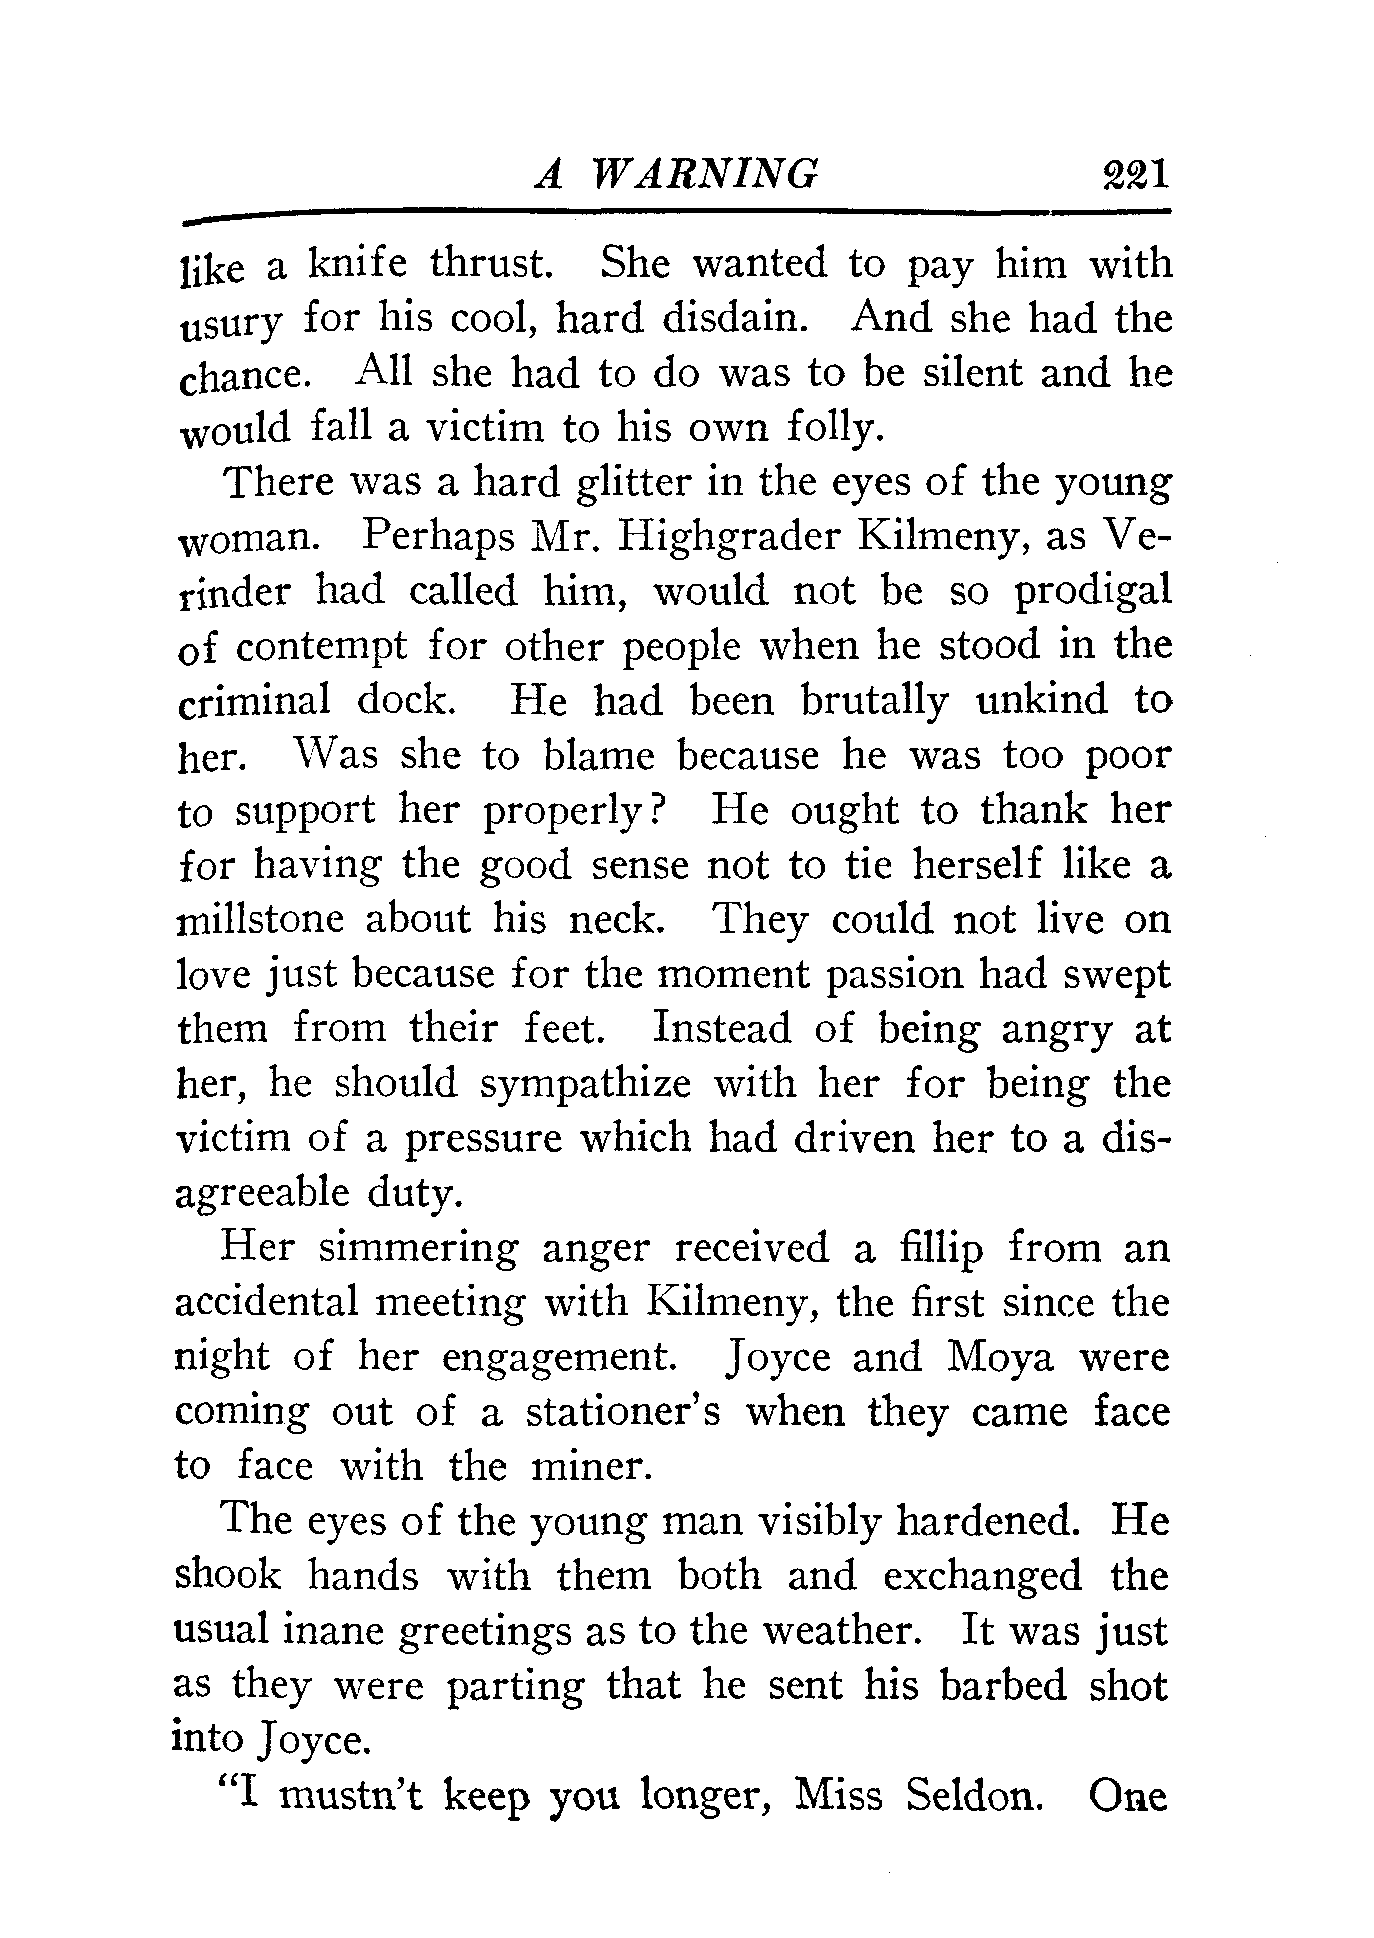 A WARNING 221
like a knife thrust. She wanted to pay him with
usury for his cool, hard disdain. And she had the
chance. All she had to do was to be silent and he
would fall a victim to his own folly.
There was a hard glitter in the eyes of the young
woman. Perhaps Mr. Highgrader Kilmeny, as Ve-
rinder had called him, would not be so prodigal
of contempt for other people when he stood in the
criminal dock. He had been brutally unkind to
her. Was she to blame because he was too poor
to support her properly? He ought to thank her
for having the good sense not to tie herself like a
millstone about his neck. They could not live on
love just because for the moment passion had swept
them from their feet. Instead of being angry at
her, he should sympathize with her for being the
victim of a pressure which had driven her to a dis-
agreeable duty.
Her simmering anger received a fillip from an
accidental meeting with Kilmeny, the first since the
night of her engagement. Joyce and Moya were
coming out of a stationer's when they came face
to face with the miner.
The eyes of the young man visibly hardened. He
shook hands with them both and exchanged the
usual inane greetings as to the weather. It was just
as they were parting that he sent his barbed shot
into Joyce.
"I mustn't keep you longer, Miss Seldon. One